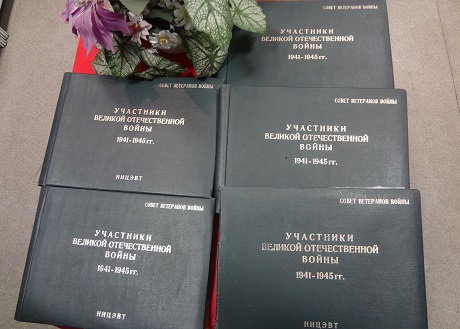 СОВЕТ ВЕТЕРАНОВ ВОЙНЫ
УЧАСТНИКИ
ВЕЛИКОЙ ОТЕЧЕСТВЕННОЙ
ВОЙНЫ
1941-1945 гг.
СОВЕТ ВЕТЕРАНОВ ВОЙНЫ
УЧАСТНИКИ
ВЕЛИКОЙ ОТЕЧЕСТВЕННОЙ
ВОЙНЫ
1941-1945 гг.
НИЦЭВТ
СОВЕТ ВЕТЕРАНОВ ВОЙНЫ
УЧАСТНИКИ
ВЕЛИКОЙ ОТЕЧЕСТВЕННОЙ
ВОЙНЫ
1941-1945 гг.
СОВЕТ ВЕТЕРАНОВ ВОЙНЫ
УЧАСТНИКИ
ВЕЛИКОЙ ОТЕЧЕСТВЕННОЙ
ВОЙНЫ
1941-1945 гг.
НИЦЭВТ
СОВЕТ ВЕТЕРАНОВ ВОЙНЫ
УЧАСТНИКИ
ВЕЛИКОЙ ОТЕЧЕСТВЕННОЙ
ВОЙНЫ
1941-1945 гг.
НИЦЭВТ